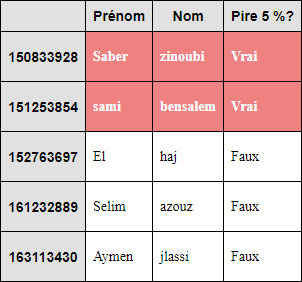 Prénom Nom Pire 5 %?
150833928 Saber zinoubi Vrai
151253854 sami bensalem Vrai
152763697 El haj Faux
161232889 Selim azouz Faux
163113430 Aymen jlassi Faux